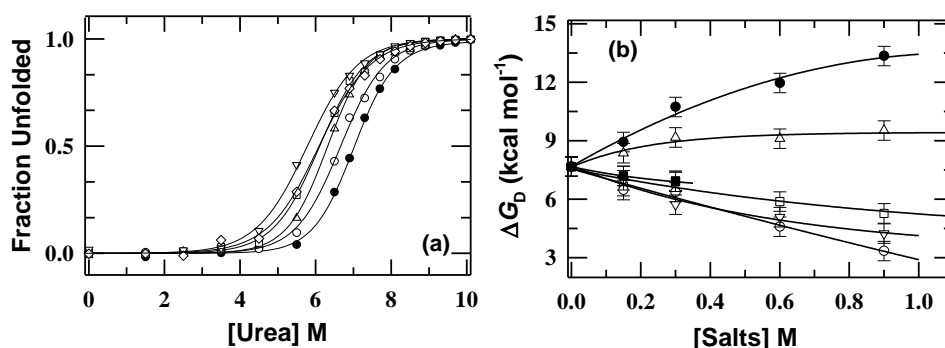 1.0
0.5
0.0
Fraction Unfolded
0 2 4 6 8 10
[Urea] M
(a)
15
12
9
6
3
ΔG_D (kcal mol⁻¹)
(b)
0.0 0.2 0.4 0.6 0.8 1.0
[Salts] M